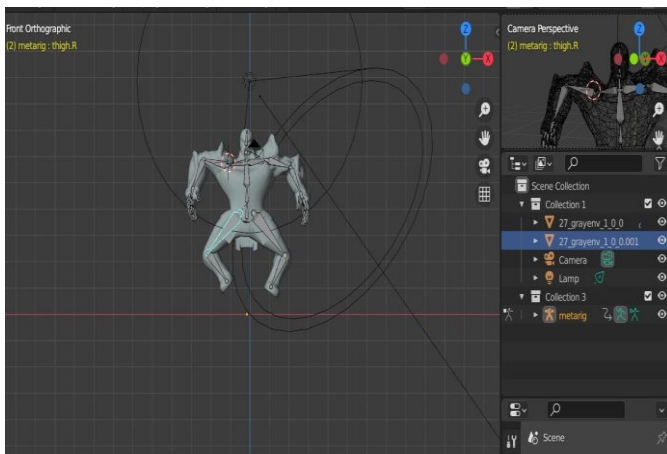 Front Orthographic
(2) metarig : thigh.R
Z
Y
X
Camera Perspective
(2) metarig : thigh.R
Z
Y
X
Scene Collection
Collection 1
27_grayenv_1_0_0
27_grayenv_1_0_0.001
Camera
Lamp
Collection 3
metarig
Scene